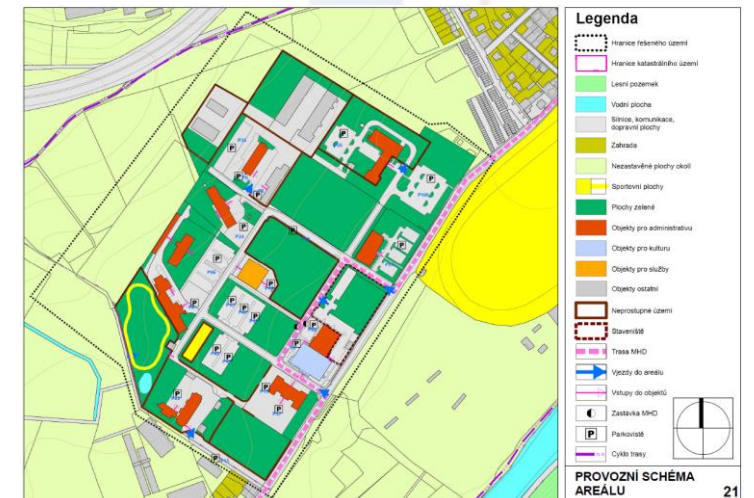 Legenda
Hranice řešeného území
Hranice katastrálního území
Lesní pozemek
Vodní plocha
Silnice, komunikace,
dopravní plochy
Zahrada
Nezastavěné plochy okolí
Sportovní plochy
Plochy zeleně
Objekty pro administrativu
Objekty pro kulturu
Objekty pro služby
Objekty ostatní
Neprostupné území
Staveniště
Trasa MHD
Vjezdy do areálu
Vstupy do objektů
Zastávka MHD
P Parkoviště
Cyklo trasy
PROVOZNÍ SCHÉMA
AREÁLU 21